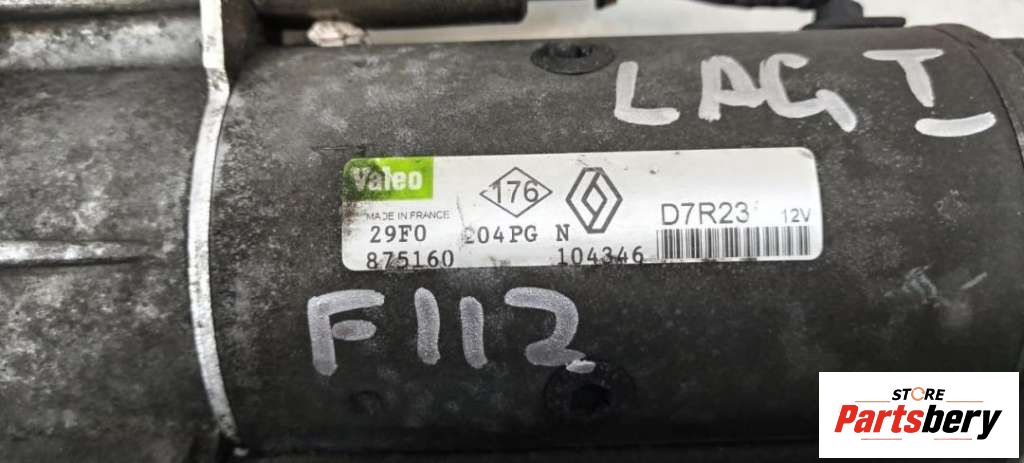 LAG I
Valeo
176
MADE IN FRANCE
D7R23
12V
29F0 204PG N
875160 104346
F112
STORE
Partsbery